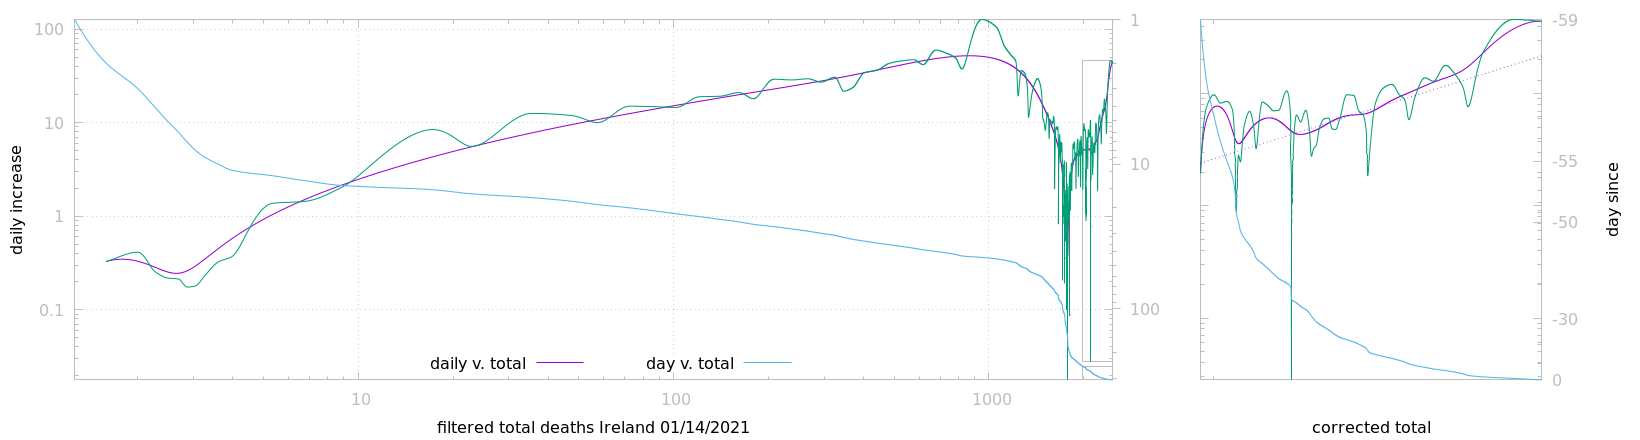 100
10
1
0.1
daily increase
10
100
1000
filtered total deaths Ireland 01/14/2021
daily v. total
day v. total
1
10
100
-59
-55
-50
-30
0
day since
corrected total